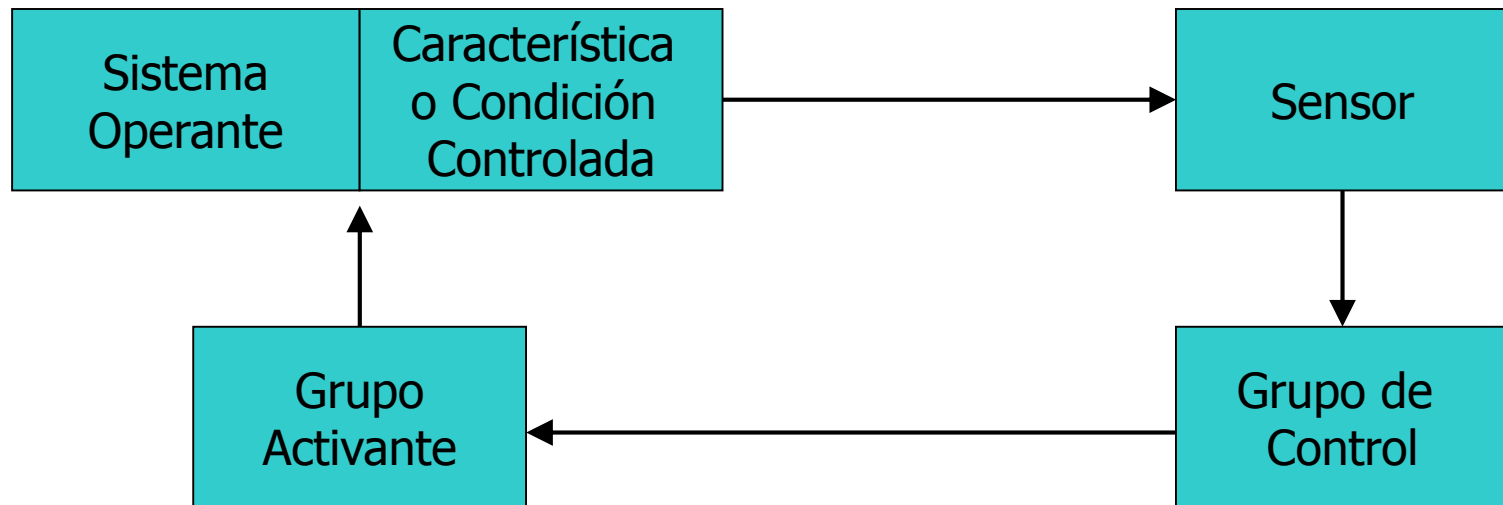 Sistema
Operante
Característica
o Condición
Controlada
Sensor
Grupo
Activante
Grupo de
Control